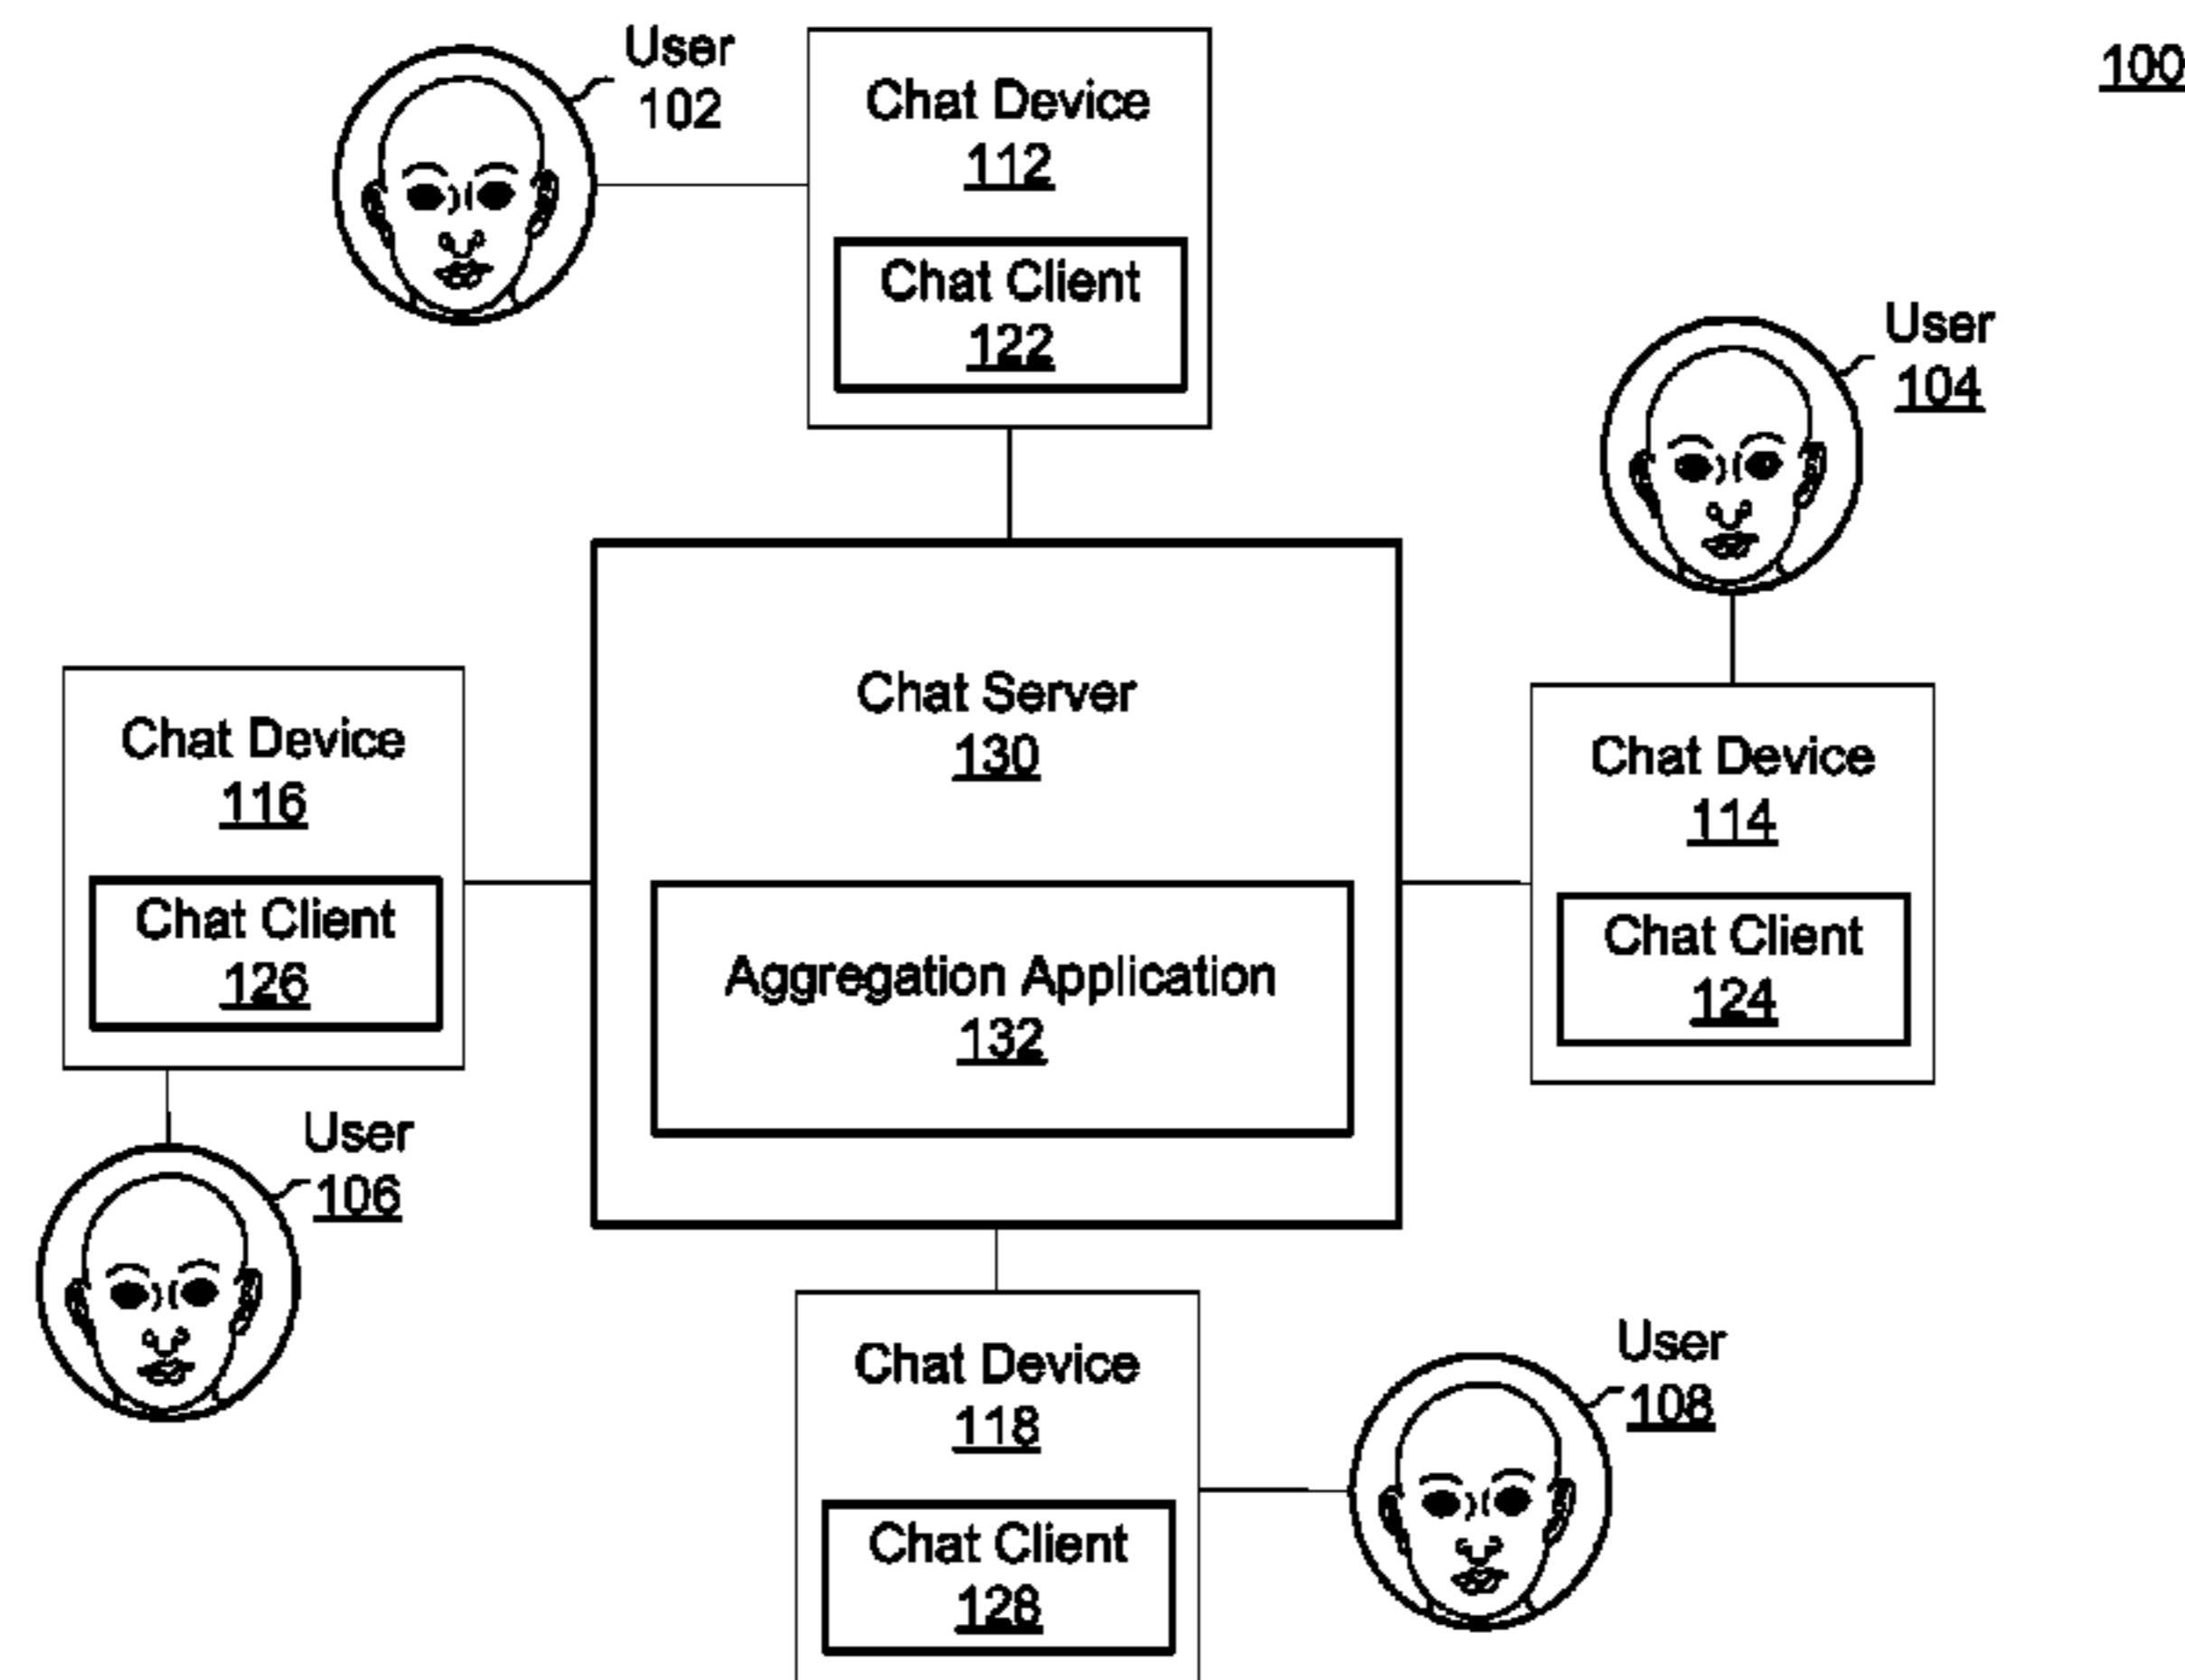 User
102
Chat Device
112
Chat Client
122
100
User
104
Chat Server
130
Aggregation Application
132
Chat Device
116
Chat Client
126
Chat Device
114
Chat Client
124
User
106
Chat Device
118
Chat Client
128
User
108